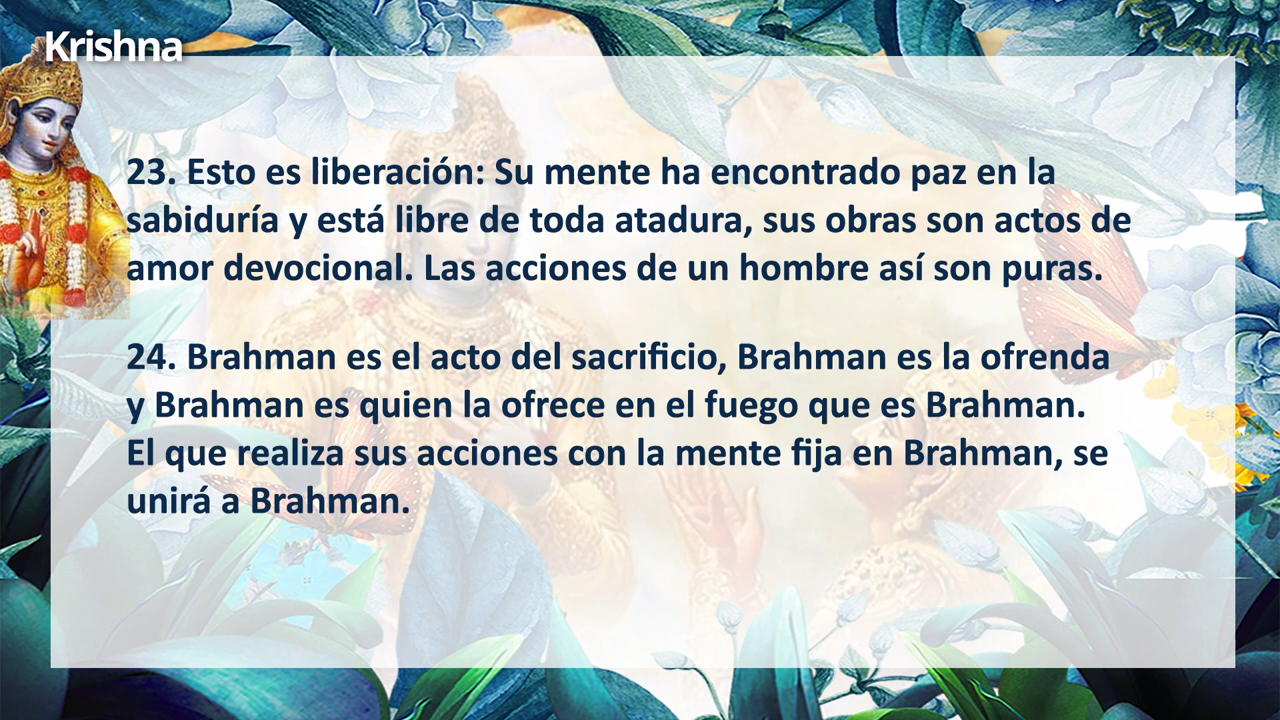 Krishna
23. Esto es liberación: Su mente ha encontrado paz en la
sabiduría y está libre de toda atadura, sus obras son actos de
amor devocional. Las acciones de un hombre así son puras.
24. Brahman es el acto del sacrificio, Brahman es la ofrenda
y Brahman es quien la ofrece en el fuego que es Brahman.
El que realiza sus acciones con la mente fija en Brahman, se
unirá a Brahman.